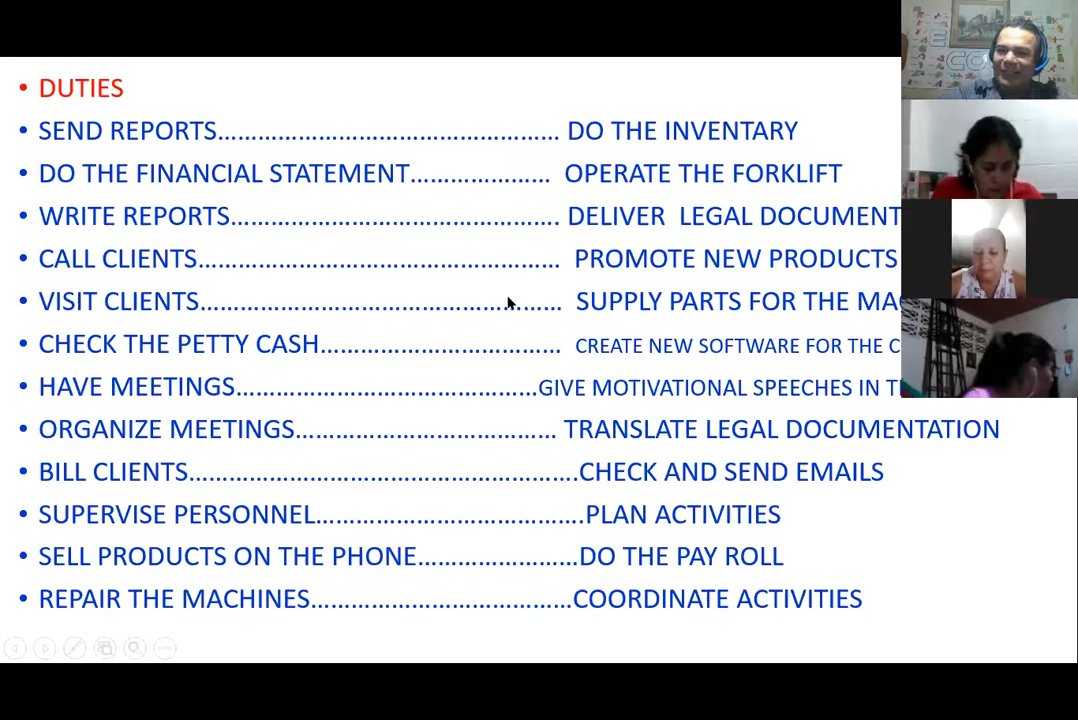 • DUTIES
• SEND REPORTS…………………………………………… DO THE INVENTARY
• DO THE FINANCIAL STATEMENT………………… OPERATE THE FORKLIFT
• WRITE REPORTS…………………………………………. DELIVER LEGAL DOCUMENT
• CALL CLIENTS……………………………………………… PROMOTE NEW PRODUCTS
• VISIT CLIENTS……………………………………………… SUPPLY PARTS FOR THE
• CHECK THE PETTY CASH……………………………… CREATE NEW SOFTWARE FOR THE
• HAVE MEETINGS………………………………………GIVE MOTIVATIONAL SPEECHES IN
• ORGANIZE MEETINGS………………………………… TRANSLATE LEGAL DOCUMENTATION
• BILL CLIENTS………………………………………………….CHECK AND SEND EMAILS
• SUPERVISE PERSONNEL………………………………….PLAN ACTIVITIES
• SELL PRODUCTS ON THE PHONE……………………DO THE PAY ROLL
• REPAIR THE MACHINES…………………………………COORDINATE ACTIVITIES